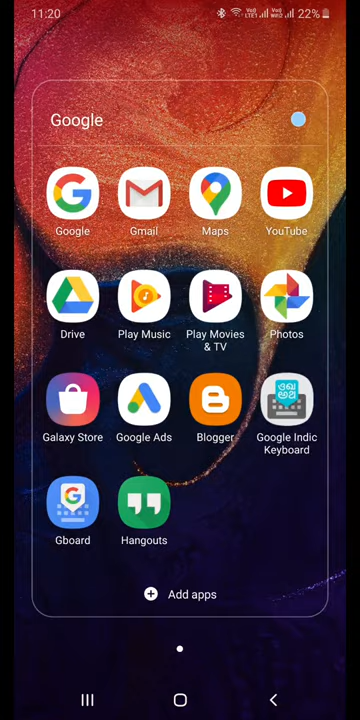 11:20
22%
Google
Google Gmail Maps YouTube
Drive Play Music Play Movies & TV Photos
Galaxy Store Google Ads Blogger Google Indic Keyboard
Gboard Hangouts
Add apps